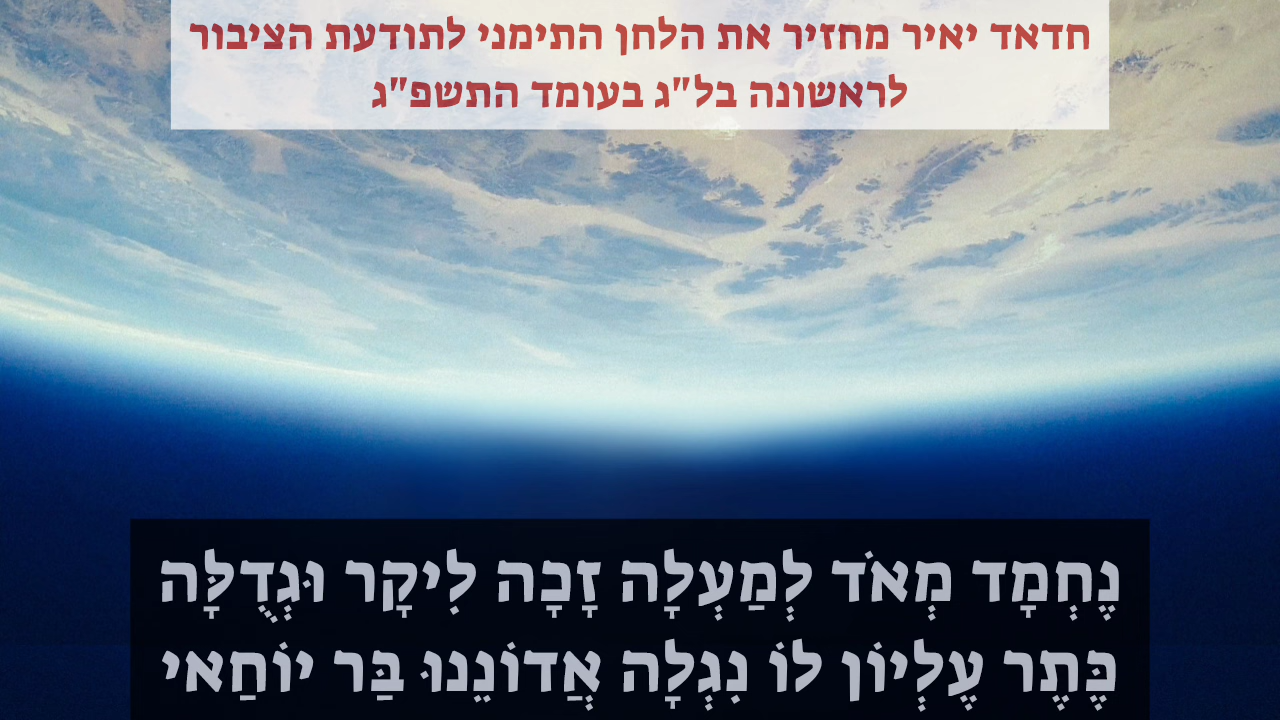 חדאד יאיר מחזיר את הלחן התימני לתודעת הציבור
לראשונה בל"ג בעומד התשפ"ג
נֶחְמָד מְאֹד לְמַעְלָה זָכָה לִיקָר וּגְדֻלָּה
כֶּתֶר עֶלְיוֹן לוֹ נִגְלָה אֲדוֹנֵנוּ בַּר יוֹחַאי